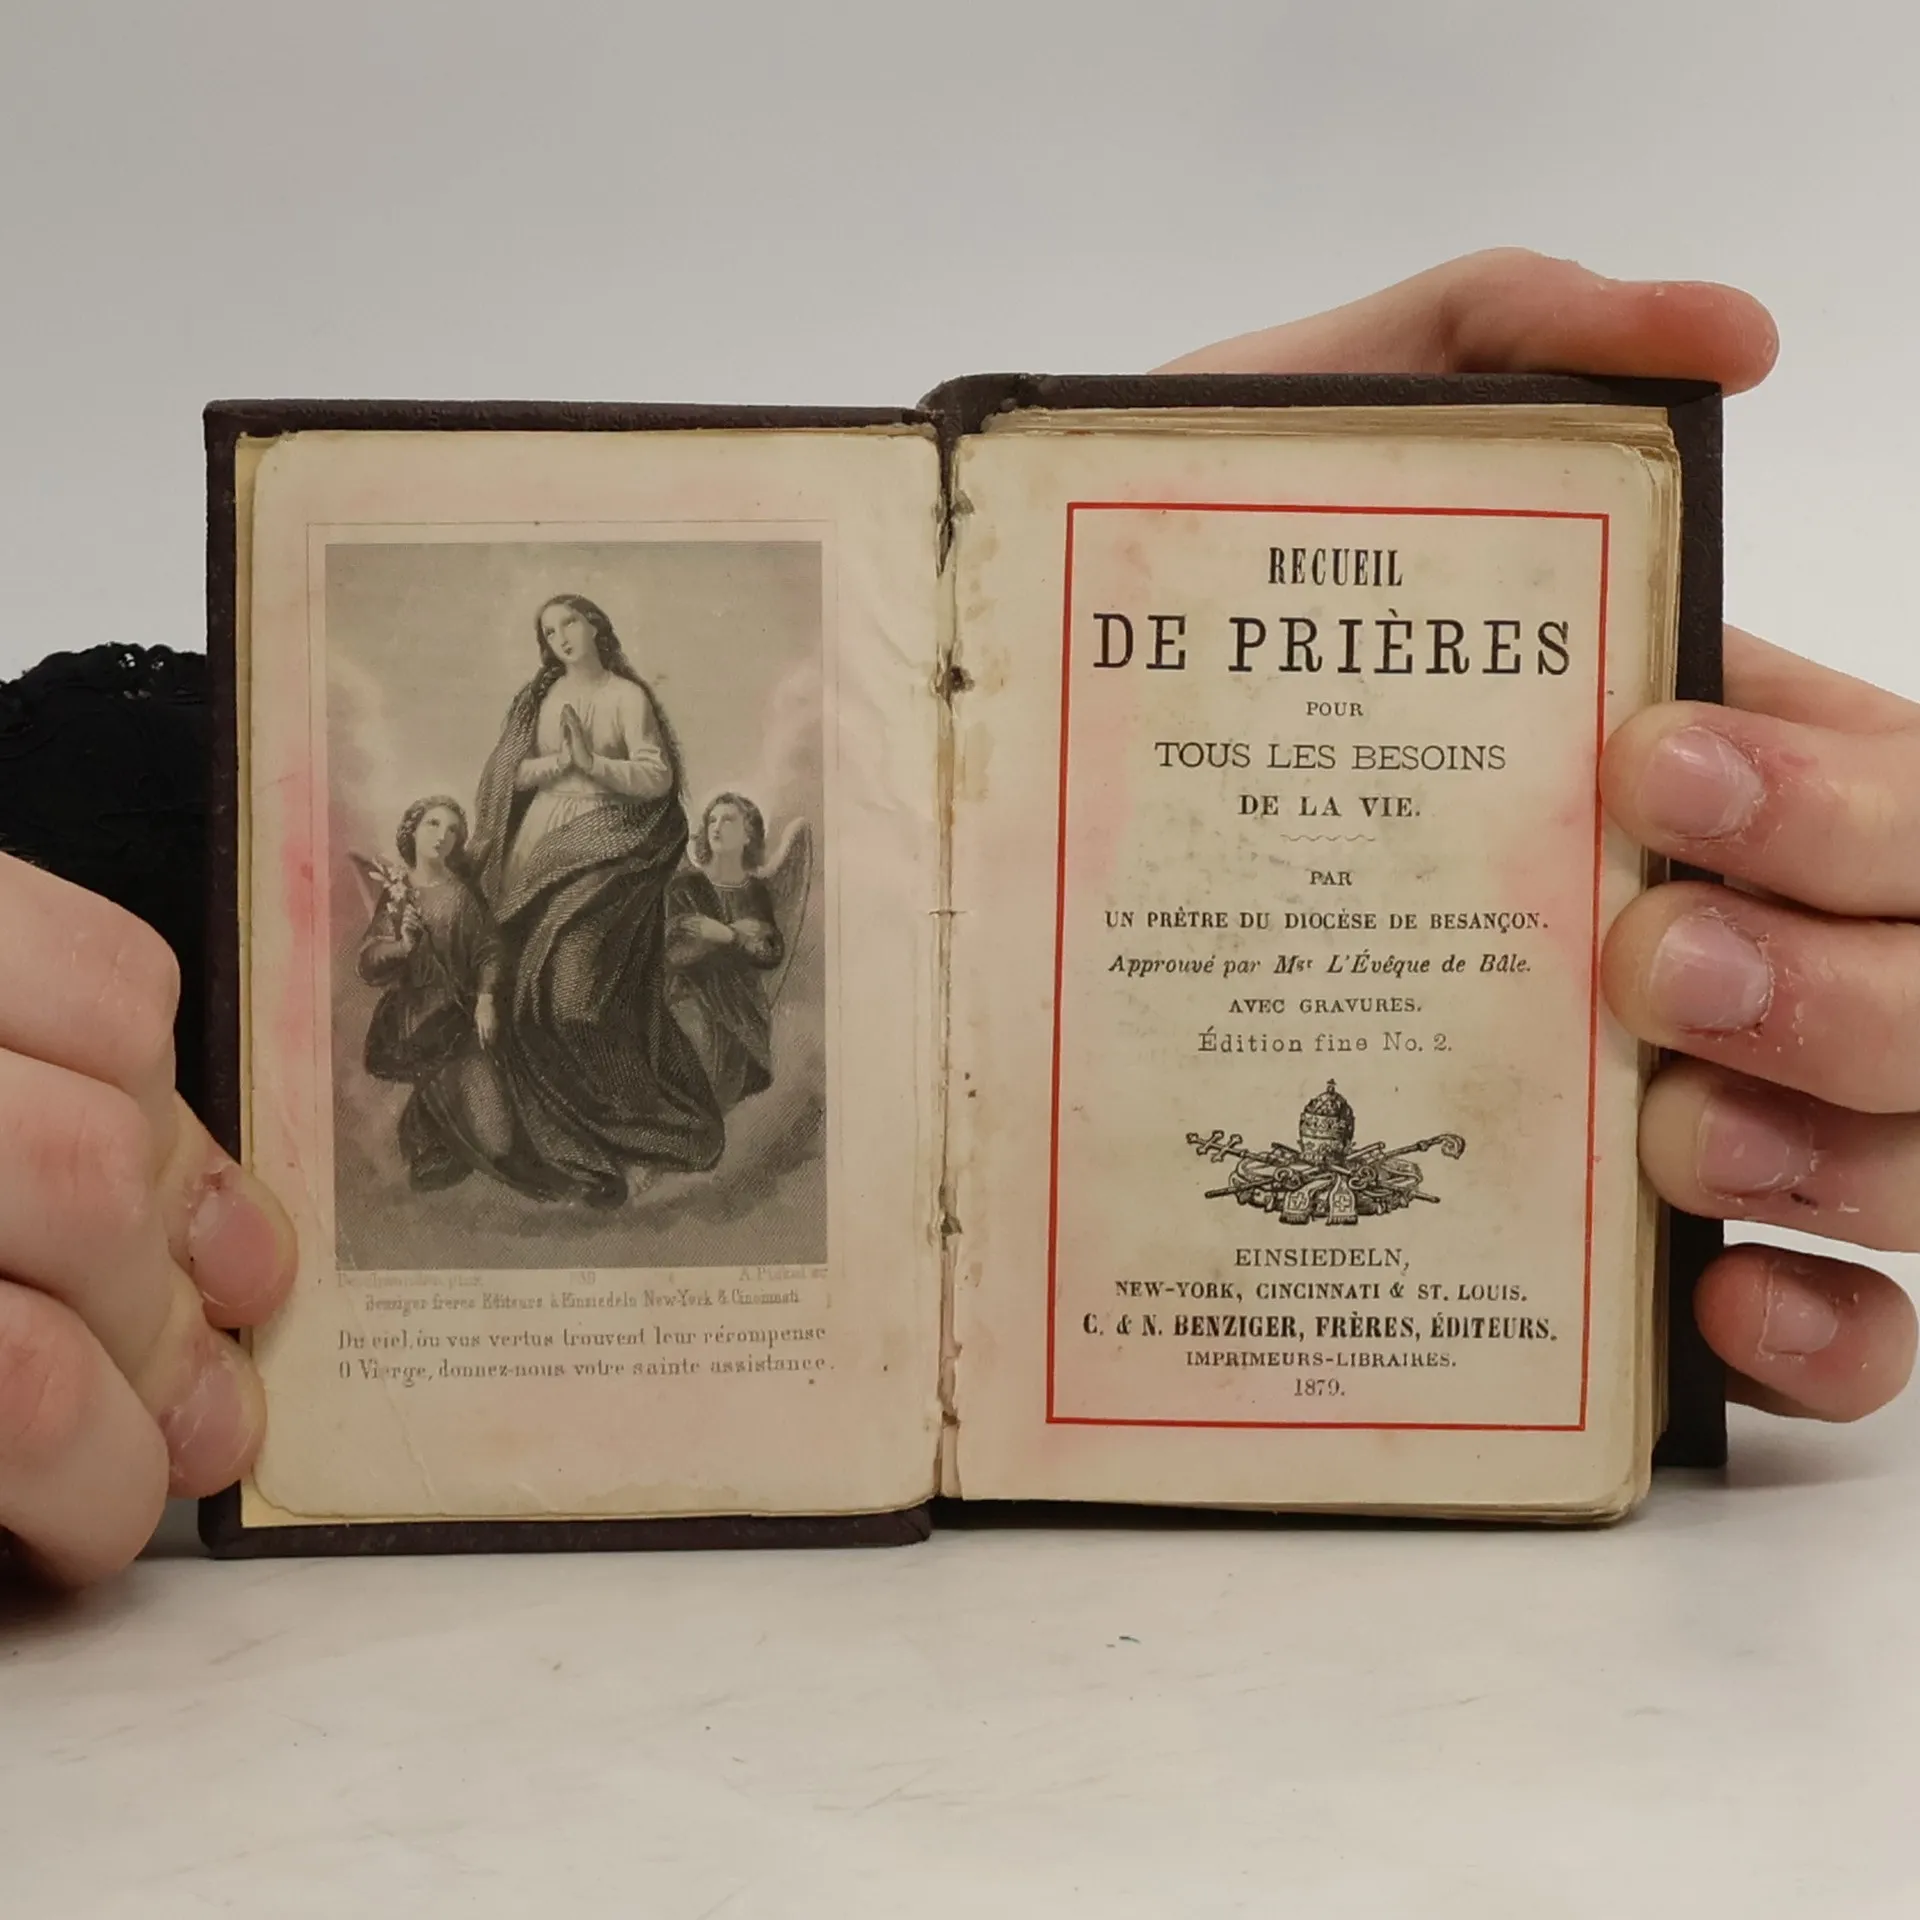 A. P
Benziger frères Editeurs à Einsiedeln New-York & Cincinnati
Du ciel, où vos vertus trouvent leur récompense
O Vierge, donnez-nous votre sainte assistance.
RECUEIL
DE PRIÈRES
POUR
TOUS LES BESOINS
DE LA VIE.
PAR
UN PRÊTRE DU DIOCÈSE DE BESANÇON.
Approuvé par Mgr L'Évêque de Bâle.
AVEC GRAVURES.
Édition fine No. 2.
EINSIEDELN,
NEW-YORK, CINCINNATI & ST. LOUIS.
C. & N. BENZIGER, FRÈRES, ÉDITEURS.
IMPRIMEURS-LIBRAIRES.
1879.